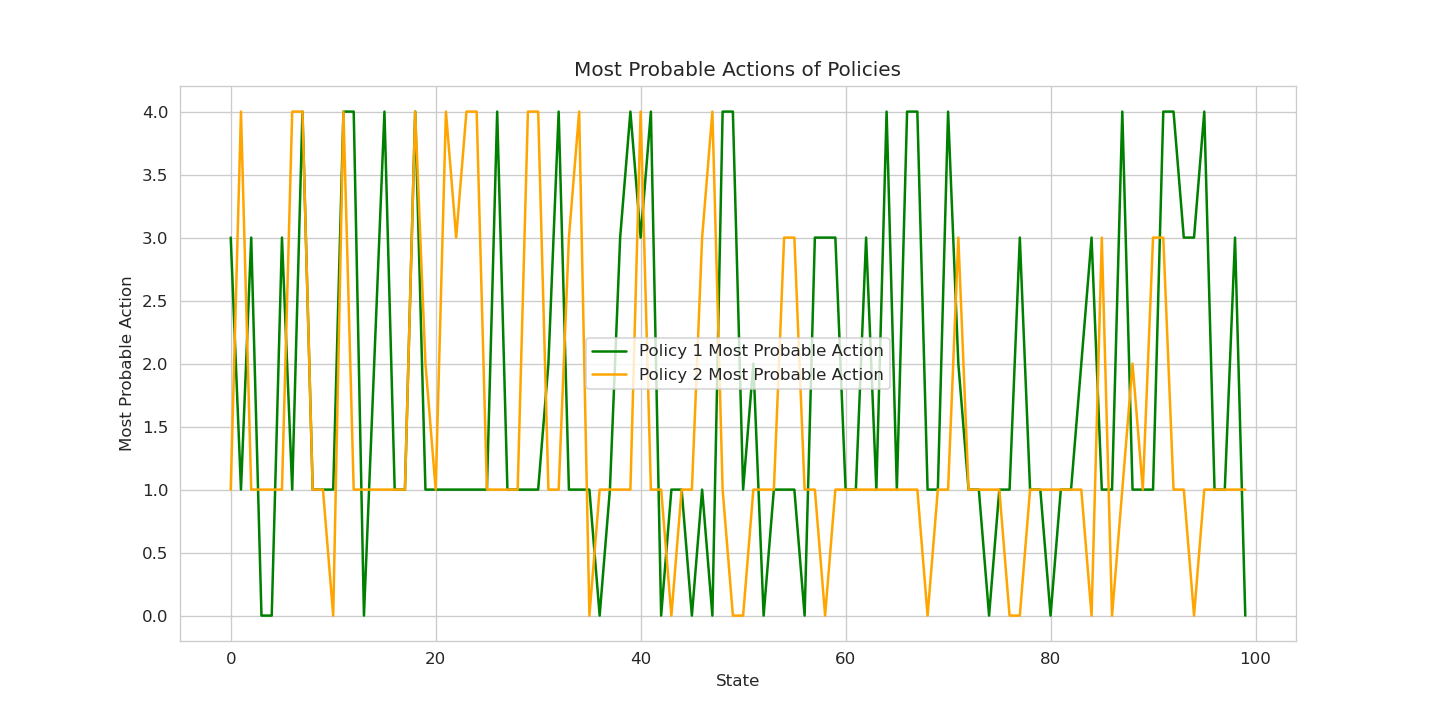 Most Probable Actions of Policies
4.0
3.5
3.0
2.5
2.0
1.5
1.0
0.5
0.0
Most Probable Action
Policy 1 Most Probable Action
Policy 2 Most Probable Action
0 20 40 60 80 100
State